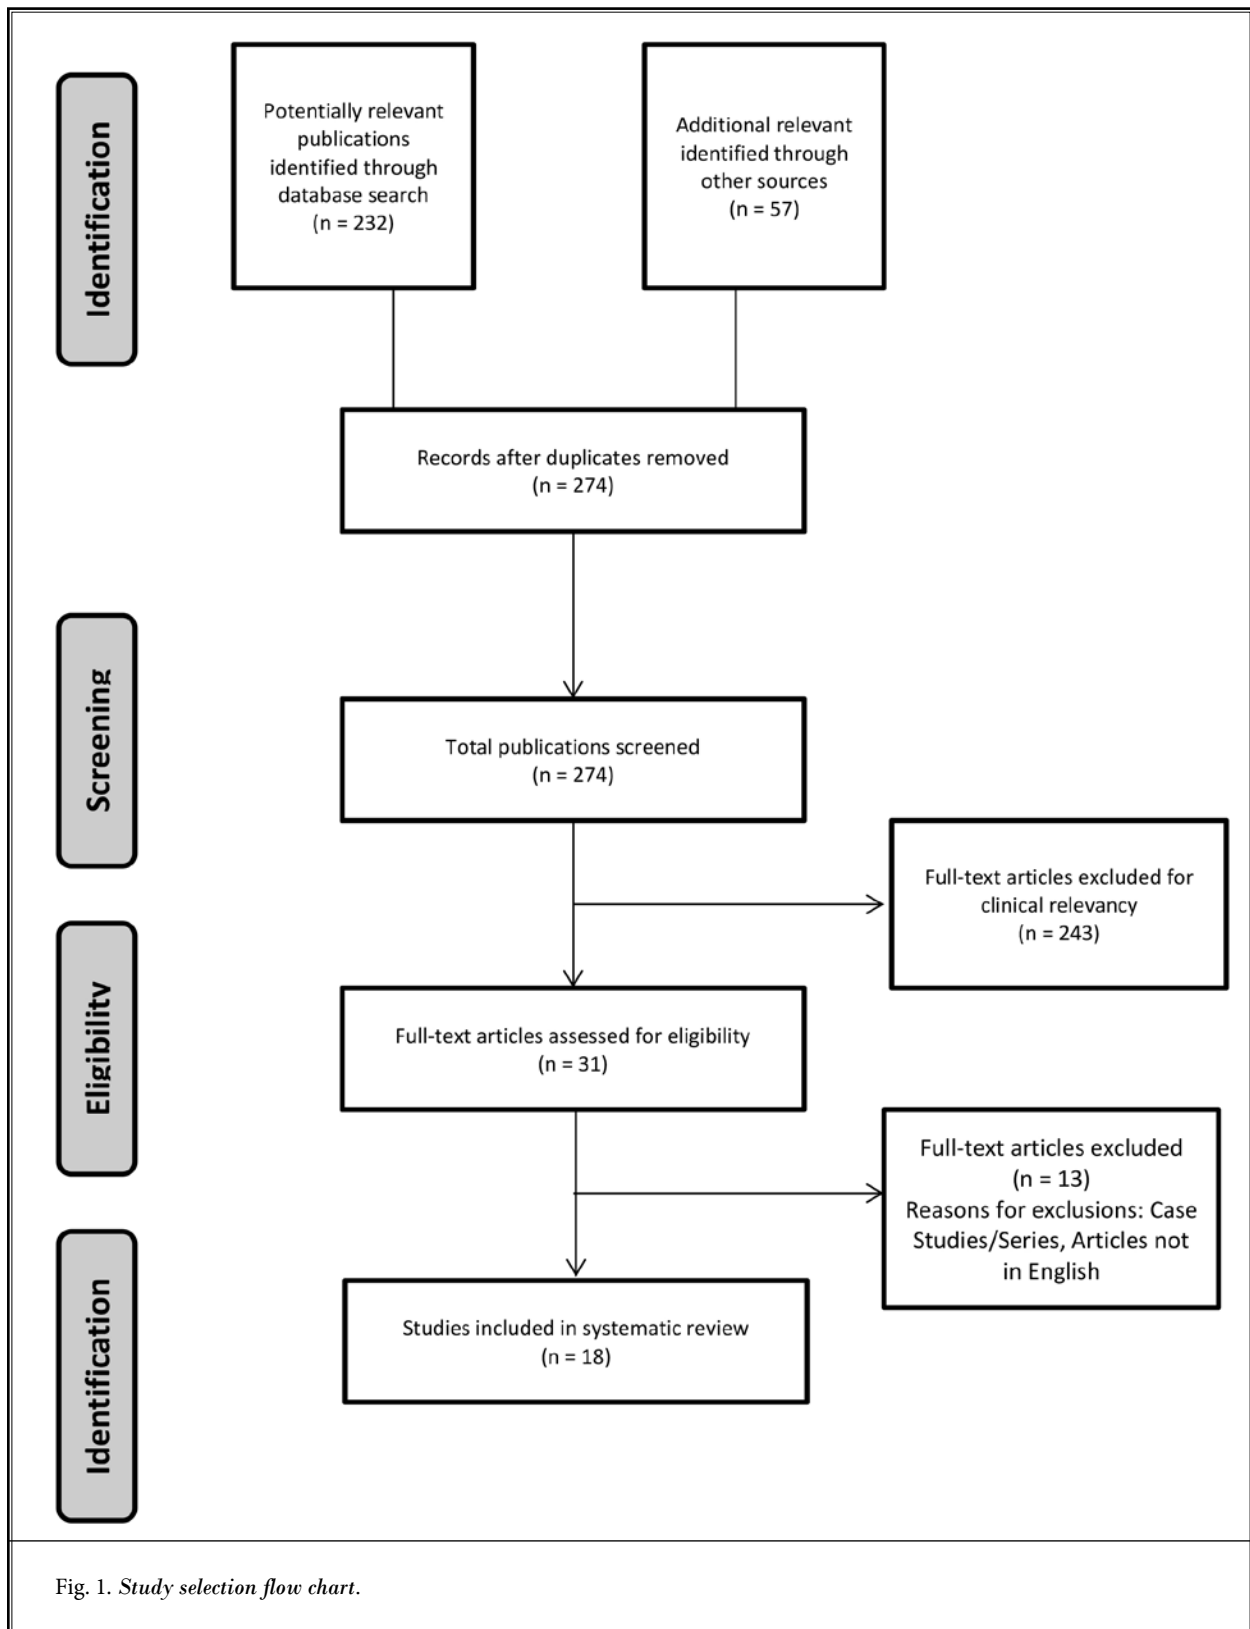 Identification
Potentially relevant
publications
identified through
database search
(n = 232)
Additional relevant
identified through
other sources
(n = 57)
Records after duplicates removed
(n = 274)
Screening
Total publications screened
(n = 274)
Full-text articles excluded for
clinical relevancy
(n = 243)
Eligibility
Full-text articles assessed for eligibility
(n = 31)
Full-text articles excluded
(n = 13)
Reasons for exclusions: Case
Studies/Series, Articles not
in English
Identification
Studies included in systematic review
(n = 18)
Fig. 1. Study selection flow chart.